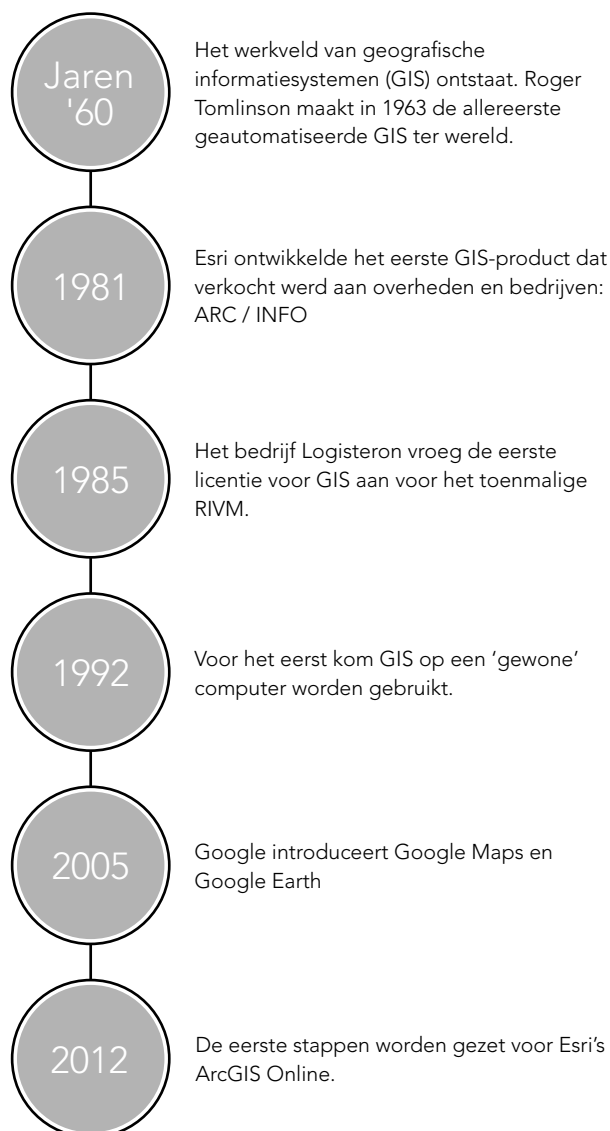 Jaren
'60
Het werkveld van geografische
informatiesystemen (GIS) ontstaat. Roger
Tomlinson maakt in 1963 de allereerste
geautomatiseerde GIS ter wereld.
1981
Esri ontwikkelde het eerste GIS-product dat
verkocht werd aan overheden en bedrijven:
ARC / INFO
1985
Het bedrijf Logisteron vroeg de eerste
licentie voor GIS aan voor het toenmalige
RIVM.
1992
Voor het eerst kom GIS op een ‘gewone’
computer worden gebruikt.
2005
Google introduceert Google Maps en
Google Earth
2012
De eerste stappen worden gezet voor Esri's
ArcGIS Online.